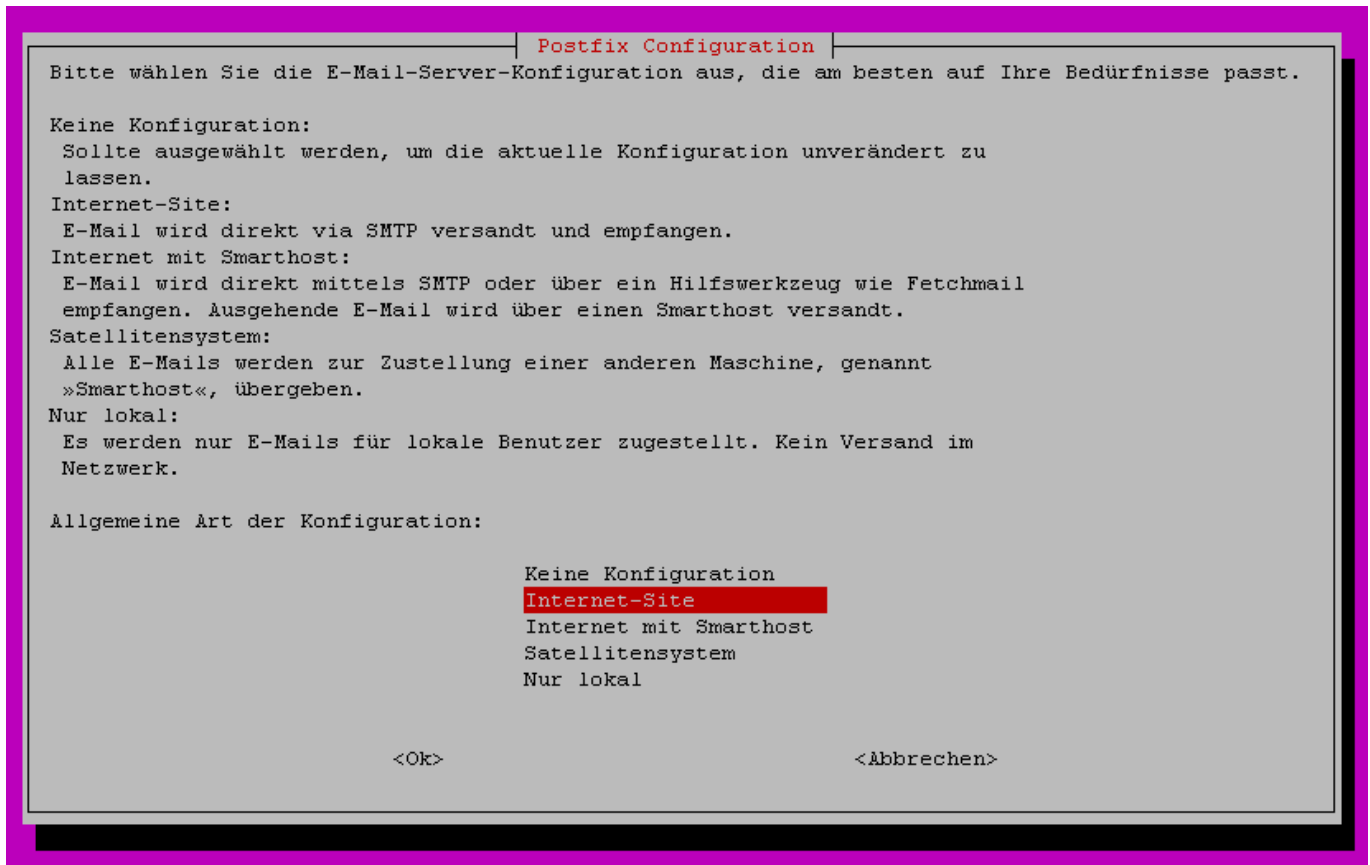 Postfix Configuration
Bitte wählen Sie die E-Mail-Server-Konfiguration aus, die am besten auf Ihre Bedürfnisse passt.
Keine Konfiguration:
Sollte ausgewählt werden, um die aktuelle Konfiguration unverändert zu
lassen.
Internet-Site:
E-Mail wird direkt via SMTP versandt und empfangen.
Internet mit Smarthost:
E-Mail wird direkt mittels SMTP oder über ein Hilfswerkzeug wie Fetchmail
empfangen. Ausgehende E-Mail wird über einen Smarthost versandt.
Satellitensystem:
Alle E-Mails werden zur Zustellung einer anderen Maschine, genannt
»Smarthost«, übergeben.
Nur lokal:
Es werden nur E-Mails für lokale Benutzer zugestellt. Kein Versand im
Netzwerk.
Allgemeine Art der Konfiguration:
Keine Konfiguration
Internet-Site
Internet mit Smarthost
Satellitensystem
Nur lokal
<Ok> <Abbrechen>